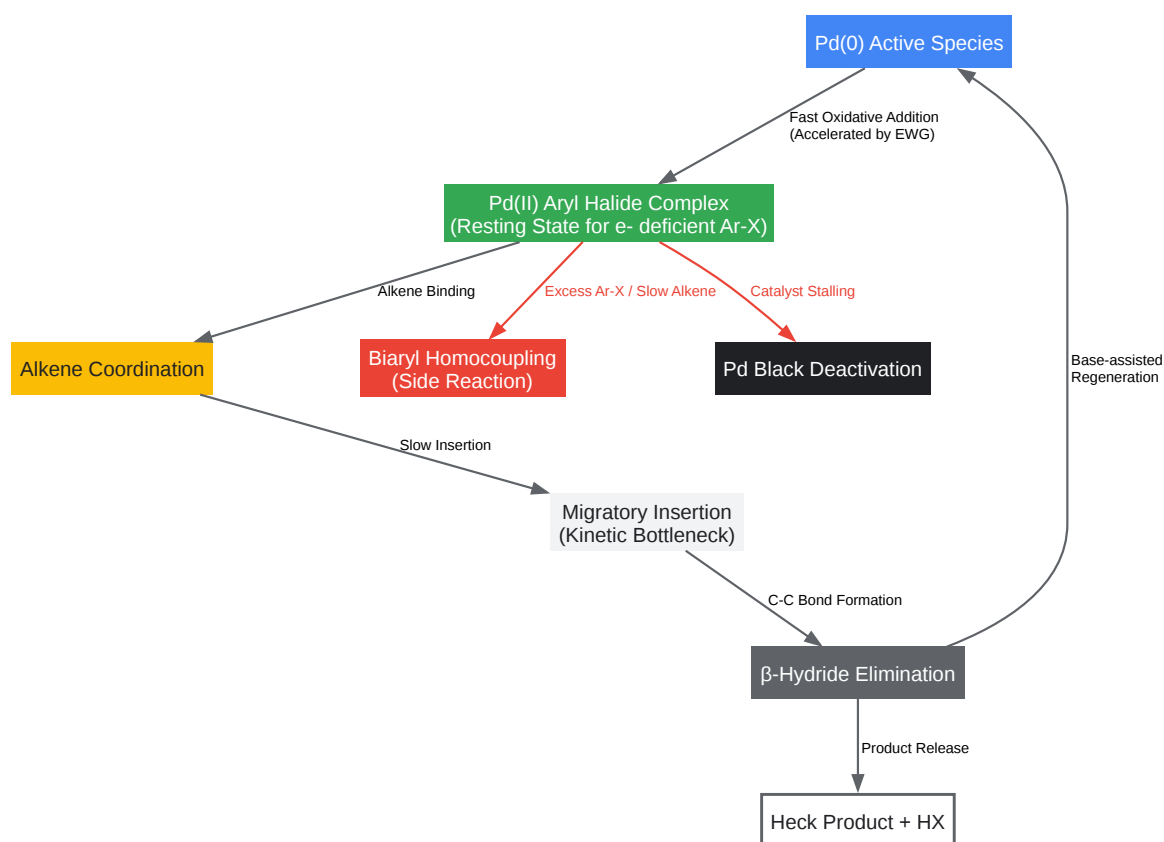 Pd(0) Active Species
Fast Oxidative Addition
(Accelerated by EWG)
Pd(II) Aryl Halide Complex
(Resting State for e- deficient Ar-X)
Alkene Binding
Excess Ar-X / Slow Alkene
Catalyst Stalling
Alkene Coordination
Biaryl Homocoupling
(Side Reaction)
Pd Black Deactivation
Base-assisted
Regeneration
Slow Insertion
Migratory Insertion
(Kinetic Bottleneck)
C-C Bond Formation
β-Hydride Elimination
Product Release
Heck Product + HX